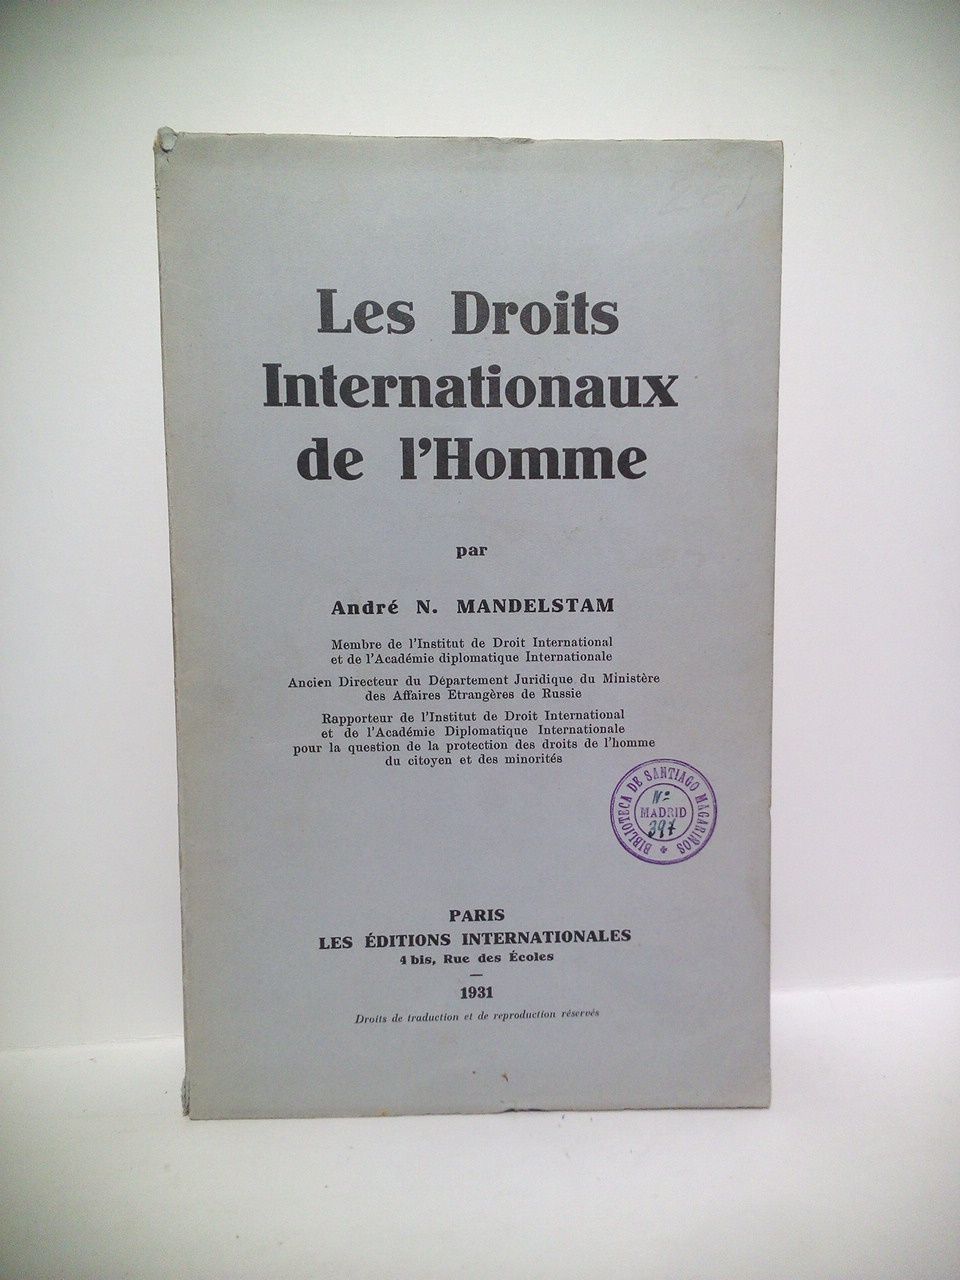 Les Droits
Internationaux
de l'Homme
par
André N. MANDELSTAM
Membre de l'Institut de Droit International
et de l'Académie diplomatique Internationale
Ancien Directeur du Département Juridique du Ministère
des Affaires Etrangères de Russie
Rapporteur de l'Institut de Droit International
et de l'Académie Diplomatique Internationale
pour la question de la protection des droits de l'homme
du citoyen et des minorités
BIBLIOTECA DE SANTIAGO MAGARIÑOS
Nº
MADRID
397
PARIS
LES ÉDITIONS INTERNATIONALES
4 bis, Rue des Écoles
1931
Droits de traduction et de reproduction réservés